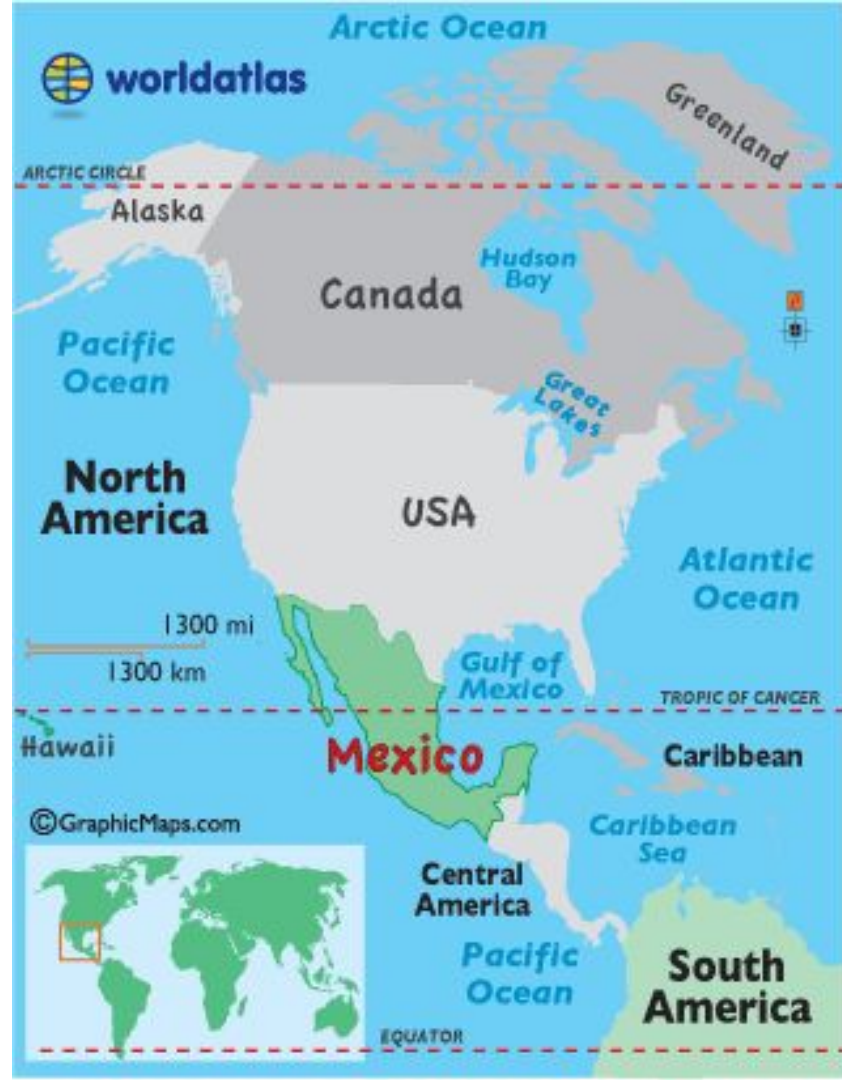 Arctic Ocean
worldatlas
Greenland
ARCTIC CIRCLE
Alaska
Hudson
Bay
Canada
Pacific
Ocean
Great
Lakes
North
America
USA
Atlantic
Ocean
1300 mi
1300 km
Gulf of
Mexico
TROPIC OF CANCER
Hawaii
Mexico
Caribbean
©GraphicMaps.com
Caribbean
Sea
Central
America
Pacific
Ocean
South
America
EQUATOR